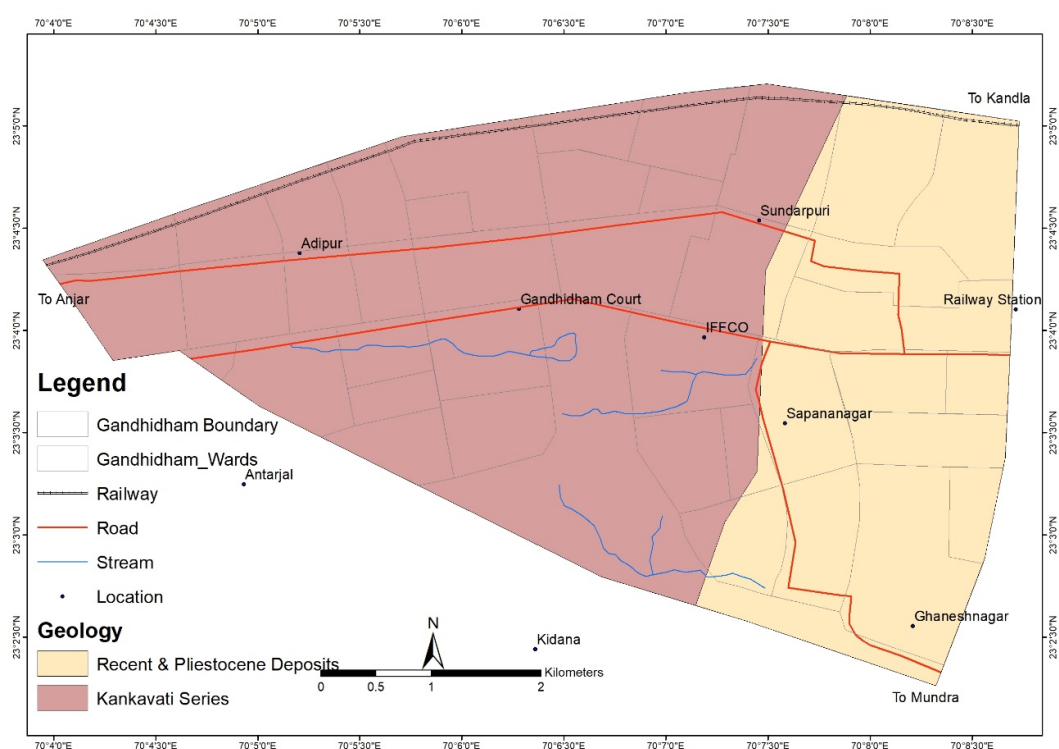 70°4'0"E 70°4'30"E 70°5'0"E 70°5'30"E 70°6'0"E 70°6'30"E 70°7'0"E 70°7'30"E 70°8'0"E 70°8'30"E
To Kandla
23°5'0"N 23°5'0"N
Sundarpuri
23°4'30"N 23°4'30"N
Adipur
To Anjar
Gandhidham Court
Railway Station
23°4'0"N 23°4'0"N
IFFCO
Legend
Gandhidham Boundary
Sapananagar
23°3'30"N 23°3'30"N
Gandhidham_Wards
Antarjal
Railway
Road
23°3'0"N 23°3'0"N
Stream
Location
Ghaneshnagar
Geology
N
Kidana
23°2'30"N 23°2'30"N
Recent & Pliestocene Deposits
Kilometers
0 0.5 1 2
Kankavati Series
To Mundra
70°4'0"E 70°4'30"E 70°5'0"E 70°5'30"E 70°6'0"E 70°6'30"E 70°7'0"E 70°7'30"E 70°8'0"E 70°8'30"E